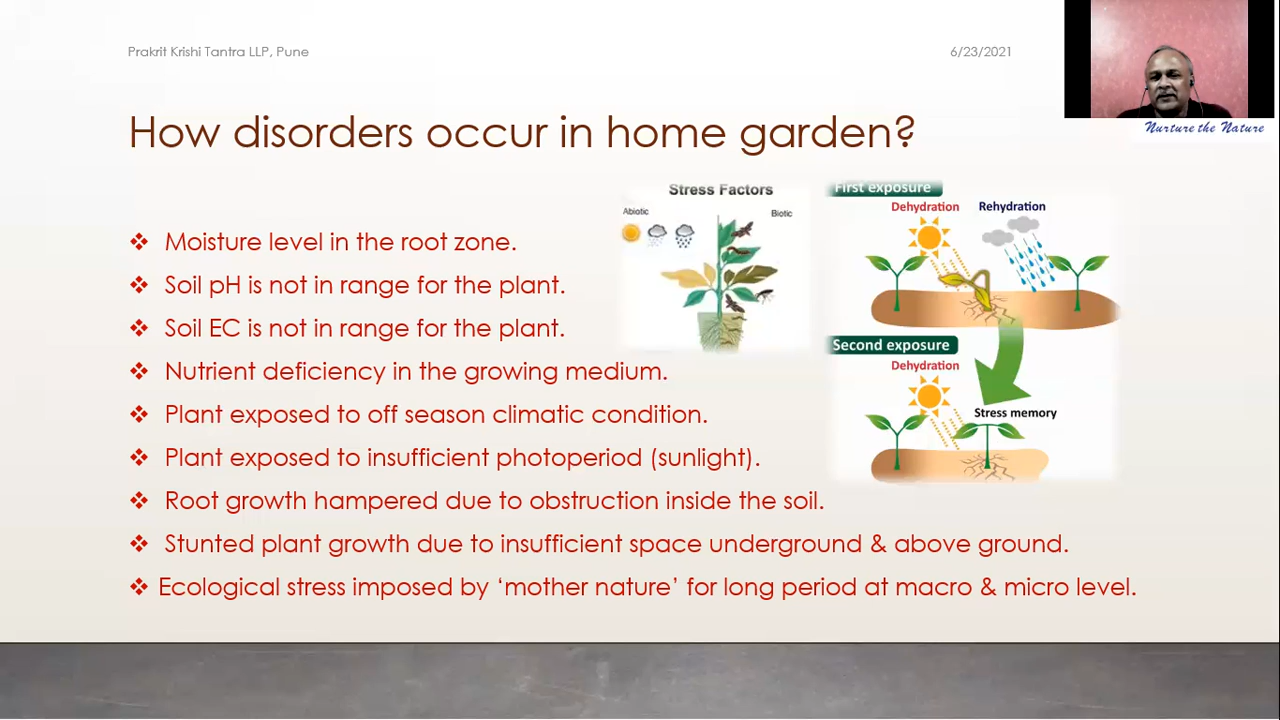 Prakrit Krishi Tantra LLP, Pune
6/23/2021
Nurture the Nature
How disorders occur in home garden?
Stress Factors
Abiotic
Biotic
First exposure
Dehydration
Rehydration
Second exposure
Dehydration
Stress memory
❖ Moisture level in the root zone.
❖ Soil pH is not in range for the plant.
❖ Soil EC is not in range for the plant.
❖ Nutrient deficiency in the growing medium.
❖ Plant exposed to off season climatic condition.
❖ Plant exposed to insufficient photoperiod (sunlight).
❖ Root growth hampered due to obstruction inside the soil.
❖ Stunted plant growth due to insufficient space underground & above ground.
❖ Ecological stress imposed by ‘mother nature’ for long period at macro & micro level.